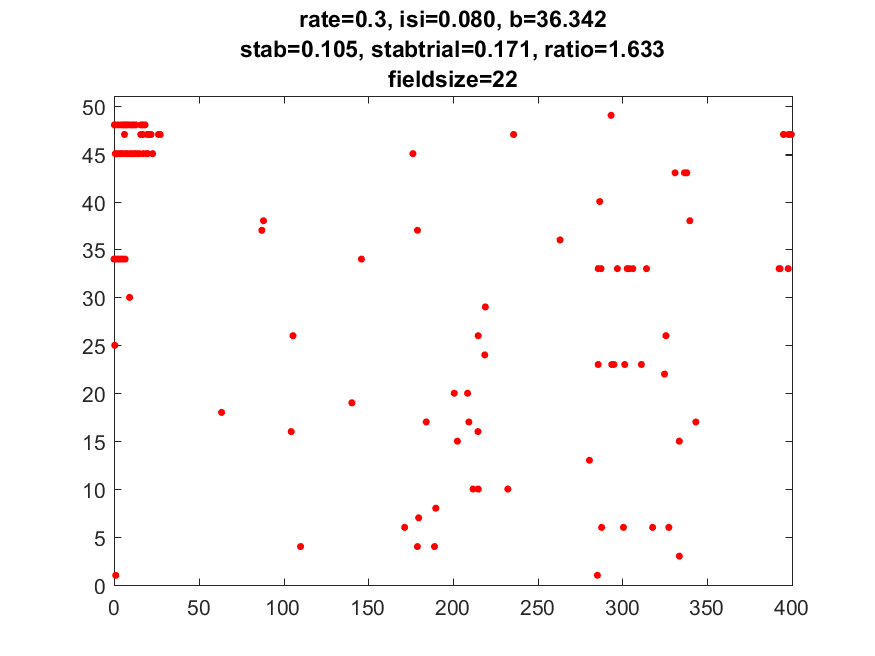 rate=0.3, isi=0.080, b=36.342
stab=0.105, stabtrial=0.171, ratio=1.633
fieldsize=22
50
45
40
35
30
25
20
15
10
5
0
0 50 100 150 200 250 300 350 400